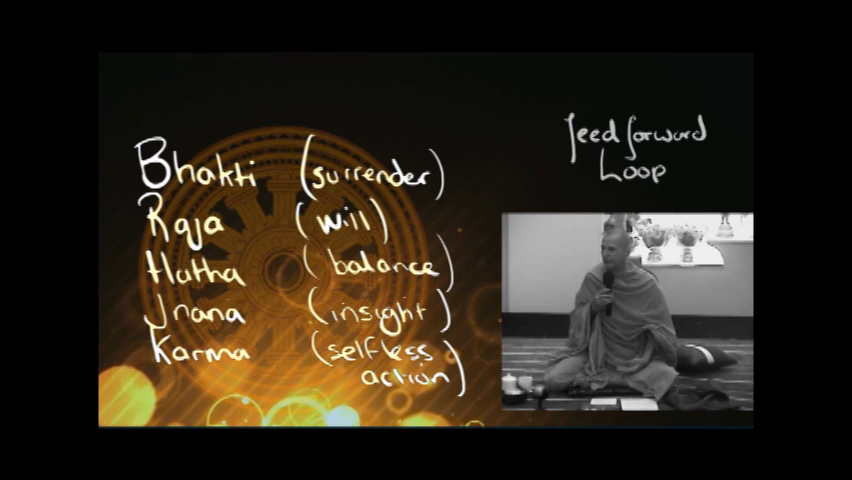 Bhakti (surrender)
Raja (will)
Hatha (balance)
Jnana (insight)
Karma (selfless
action)
feed forward
Loop